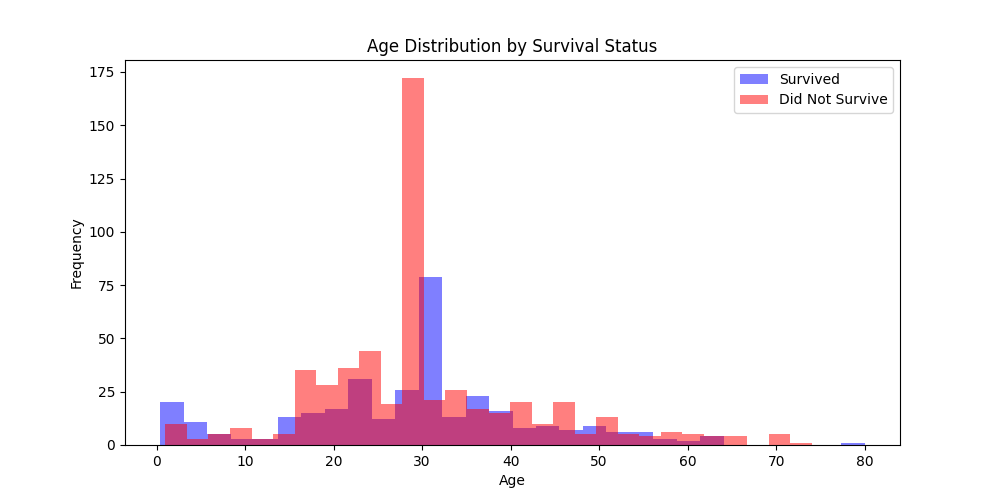 Age Distribution by Survival Status
Survived
Did Not Survive
175
150
125
100
75
50
25
0
Frequency
0 10 20 30 40 50 60 70 80
Age